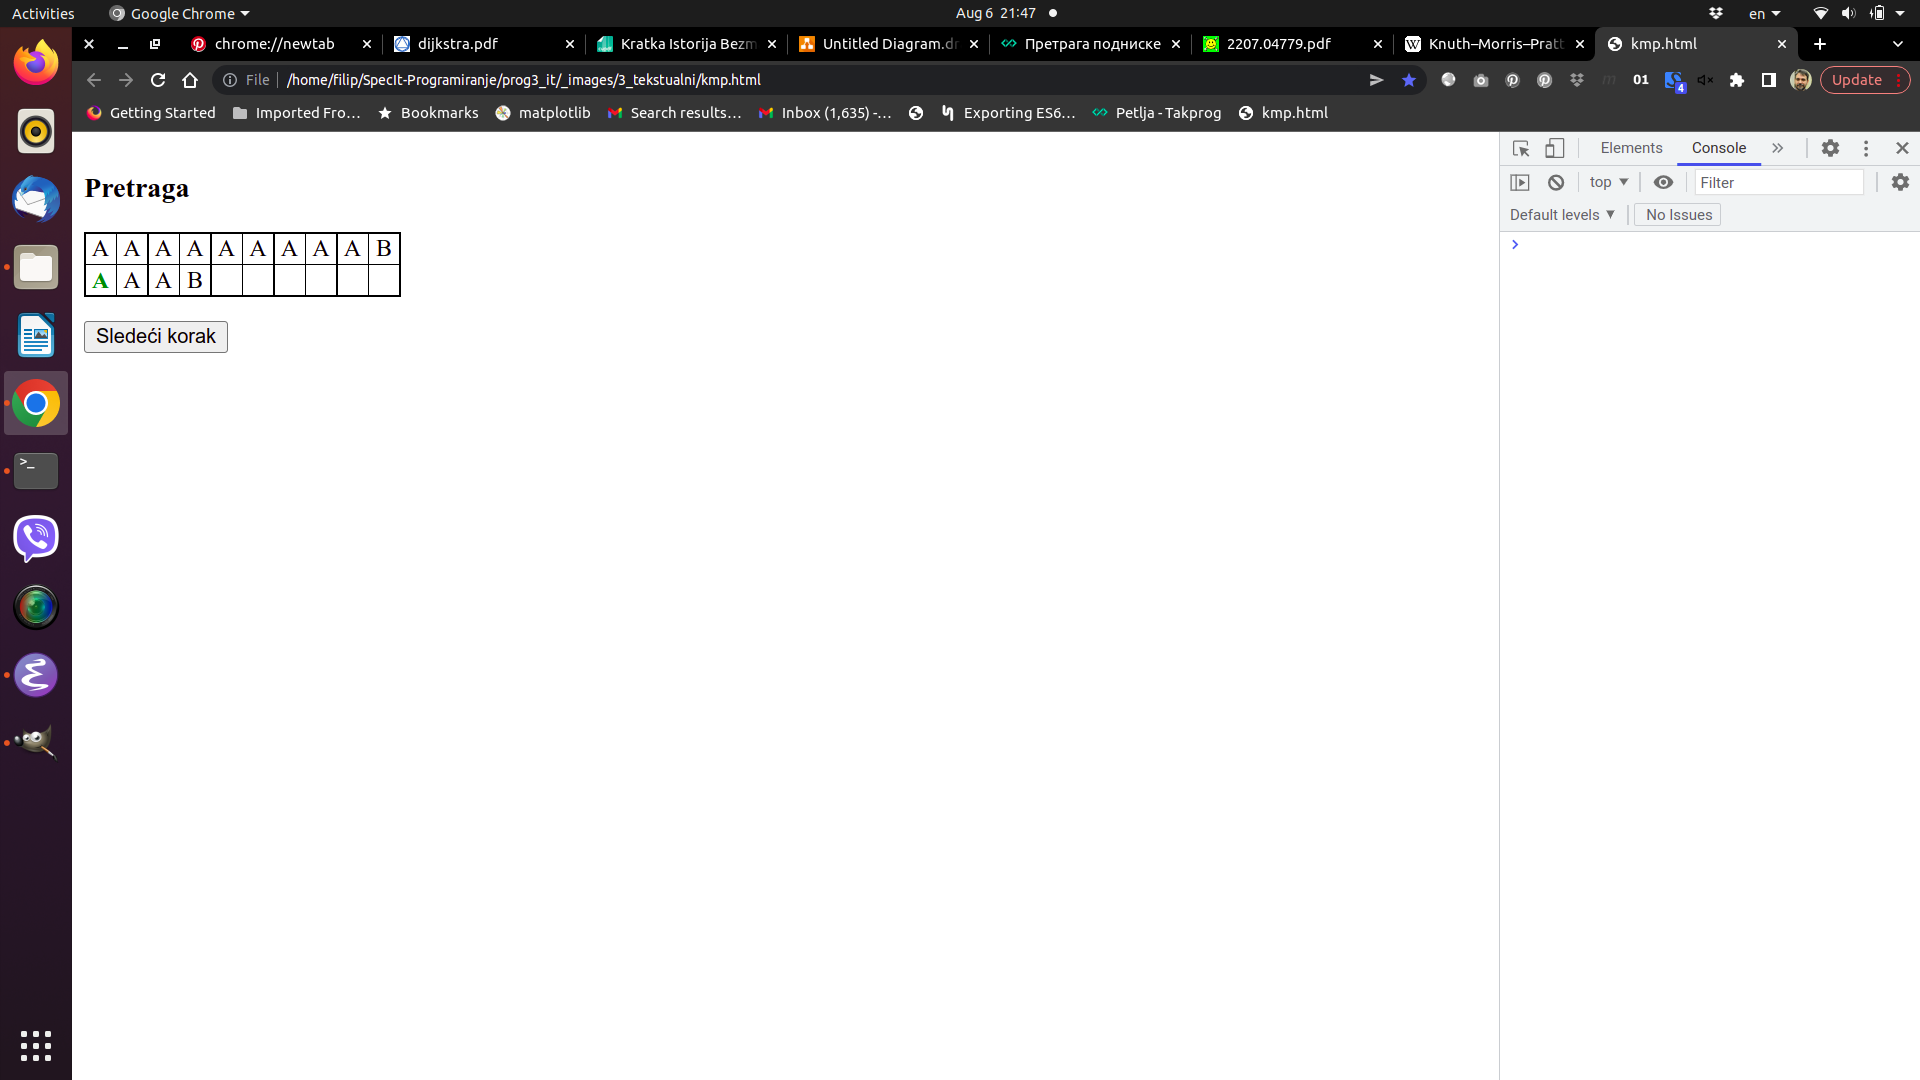 Activities Google Chrome Aug 6 21:47 en
chrome://newtab dijkstra.pdf Kratka Istorija Bezm Untitled Diagram.dr Претрага подниске 2207.04779.pdf Knuth–Morris–Pratt kmp.html
File /home/filip/SpecIt-Programiranje/prog3_it/_images/3_tekstualni/kmp.html 01 4 Update
Getting Started Imported Fro… Bookmarks matplotlib Search results… Inbox (1,635) -… Exporting ES6… Petlja - Takprog kmp.html
Elements Console
top Filter
Default levels No Issues
Pretraga
A A A A A A A A A B
A A A B
Sledeći korak